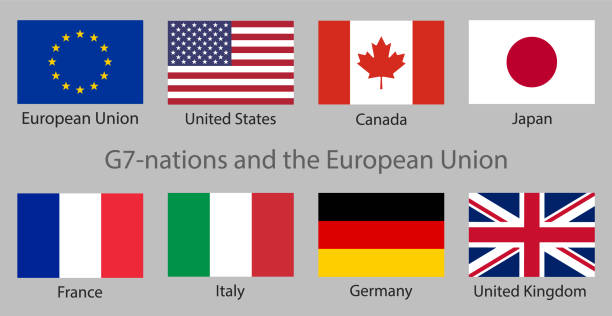 European Union
United States
Canada
Japan
G7-nations and the European Union
France
Italy
Germany
United Kingdom